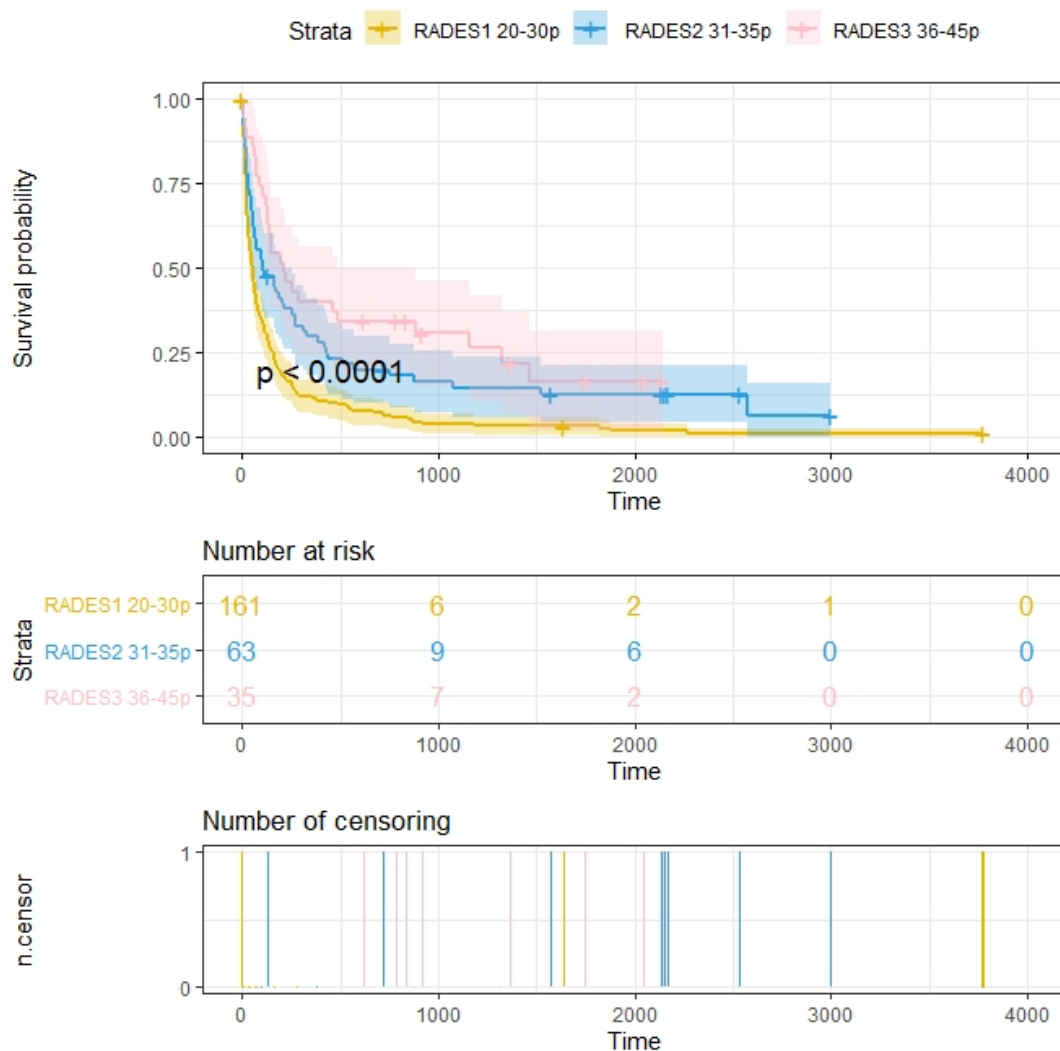 Strata RADES1 20-30p RADES2 31-35p RADES3 36-45p
Survival probability
1.00
0.75
0.50
0.25
0.00
p < 0.0001
0 1000 2000 3000 4000
Time
Number at risk
Strata
RADES1 20-30p 161 6 2 1 0
RADES2 31-35p 63 9 6 0 0
RADES3 36-45p 35 7 2 0 0
0 1000 2000 3000 4000
Time
Number of censoring
n.censor
1
0
0 1000 2000 3000 4000
Time